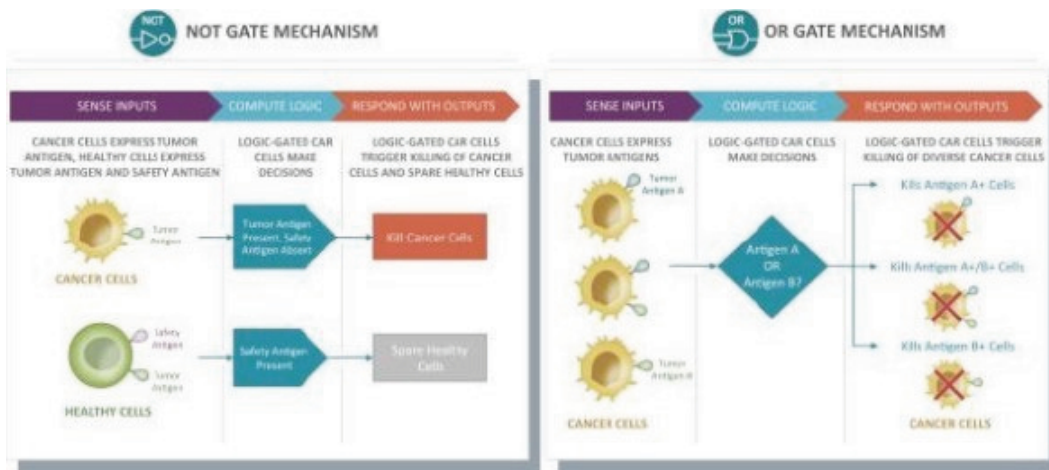 NOT
NOT GATE MECHANISM
SENSE INPUTS
COMPUTE LOGIC
RESPOND WITH OUTPUTS
CANCER CELLS EXPRESS TUMOR
ANTIGEN, HEALTHY CELLS EXPRESS
TUMOR ANTIGEN AND SAFETY ANTIGEN
LOGIC-GATED CAR
CELLS MAKE
DECISIONS
LOGIC-GATED CAR CELLS
TRIGGER KILLING OF CANCER
CELLS AND SPARE HEALTHY CELLS
Tumor
Antigen
CANCER CELLS
Tumor Antigen
Present, Safety
Antigen Absent
Kill Cancer Cells
Safety
Antigen
Tumor
Antigen
HEALTHY CELLS
Safety Antigen
Present
Spare Healthy
Cells
OR
OR GATE MECHANISM
SENSE INPUTS
COMPUTE LOGIC
RESPOND WITH OUTPUTS
CANCER CELLS EXPRESS
TUMOR ANTIGENS
LOGIC-GATED CAR CELLS
MAKE DECISIONS
LOGIC-GATED CAR CELLS TRIGGER
KILLING OF DIVERSE CANCER CELLS
Tumor
Antigen A
Tumor
Antigen B
CANCER CELLS
Antigen A
OR
Antigen B?
Kills Antigen A+ Cells
Kills Antigen A+/B+ Cells
Kills Antigen B+ Cells
CANCER CELLS